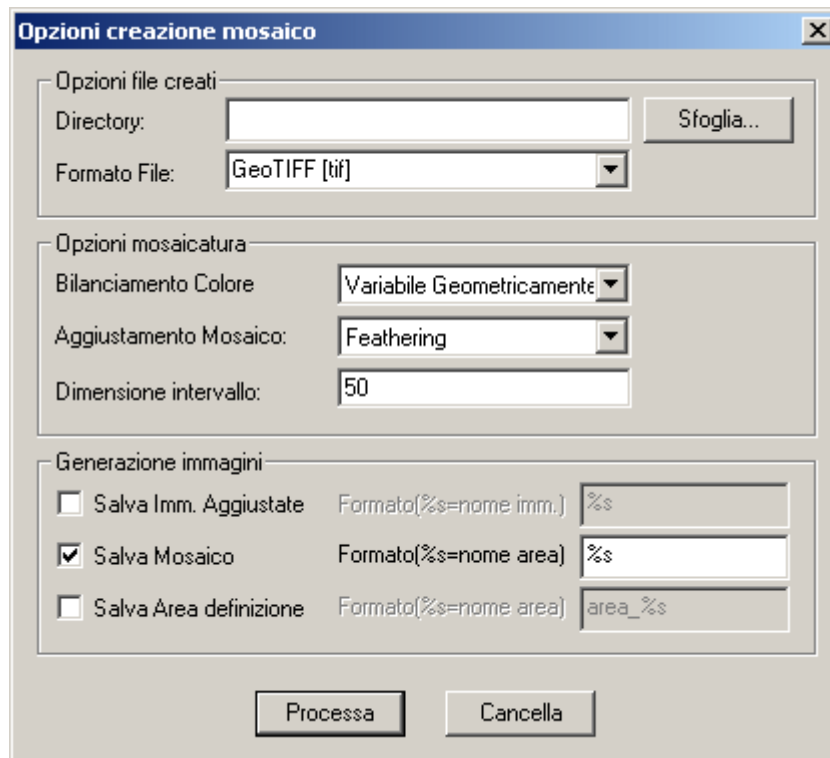 Opzioni creazione mosaico
Opzioni file creati
Directory:
Sfoglia...
Formato File:
GeoTIFF [tif]
Opzioni mosaicatura
Bilanciamento Colore
Variabile Geometricamente
Aggiustamento Mosaico:
Feathering
Dimensione intervallo:
50
Generazione immagini
Salva Imm. Aggiustate
Formato(%s=nome imm.)
%s
Salva Mosaico
Formato(%s=nome area)
%s
Salva Area definizione
Formato(%s=nome area)
area_%s
Processa
Cancella